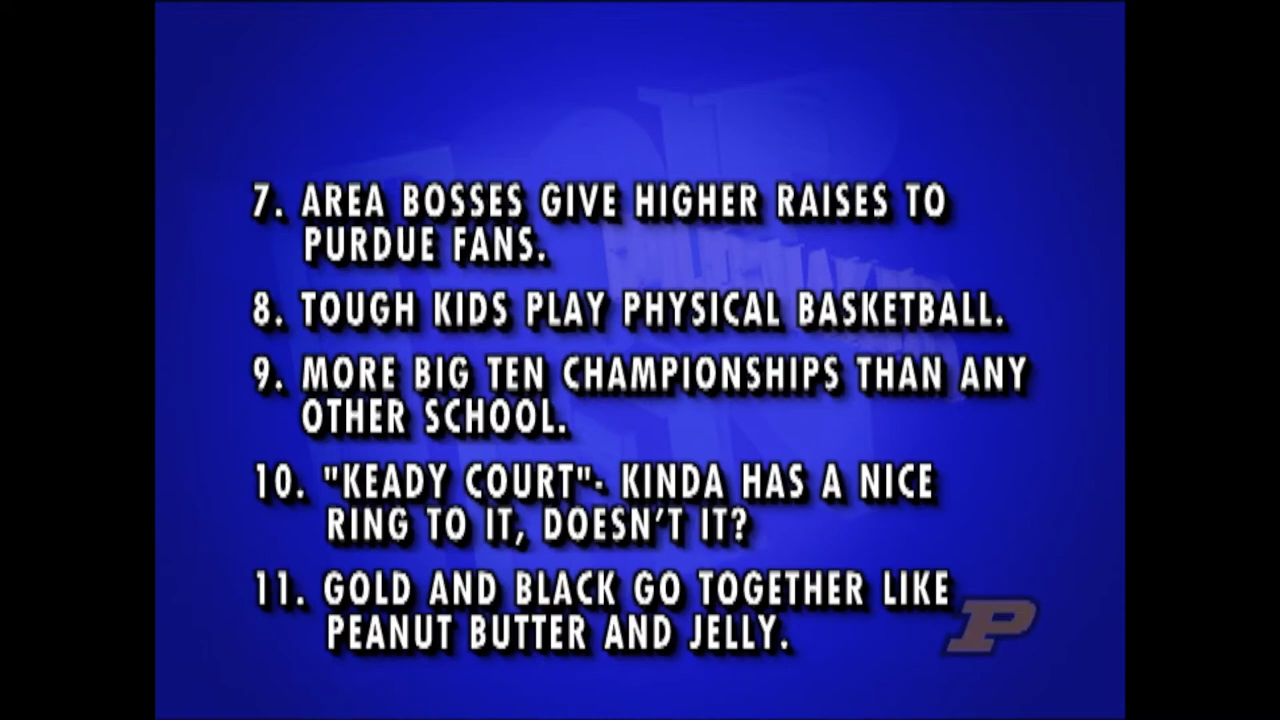 7. AREA BOSSES GIVE HIGHER RAISES TO
PURDUE FANS.
8. TOUGH KIDS PLAY PHYSICAL BASKETBALL.
9. MORE BIG TEN CHAMPIONSHIPS THAN ANY
OTHER SCHOOL.
10. "KEADY COURT"- KINDA HAS A NICE
RING TO IT, DOESN'T IT?
11. GOLD AND BLACK GO TOGETHER LIKE
PEANUT BUTTER AND JELLY.
P